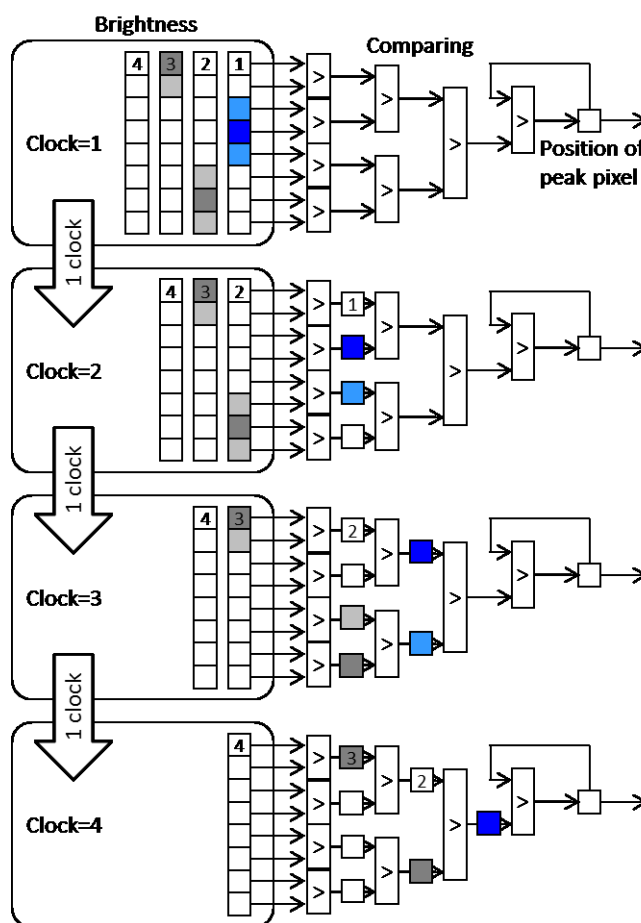 Brightness
Comparing
4 3 2 1
> > > >
> >
>
>
Clock=1
Position of
peak pixel
1 clock
4 3 2
> > > >
> >
>
>
1
Clock=2
1 clock
4 3
> > > >
> >
>
>
2
Clock=3
1 clock
4
> > > >
> >
>
>
3
2
Clock=4